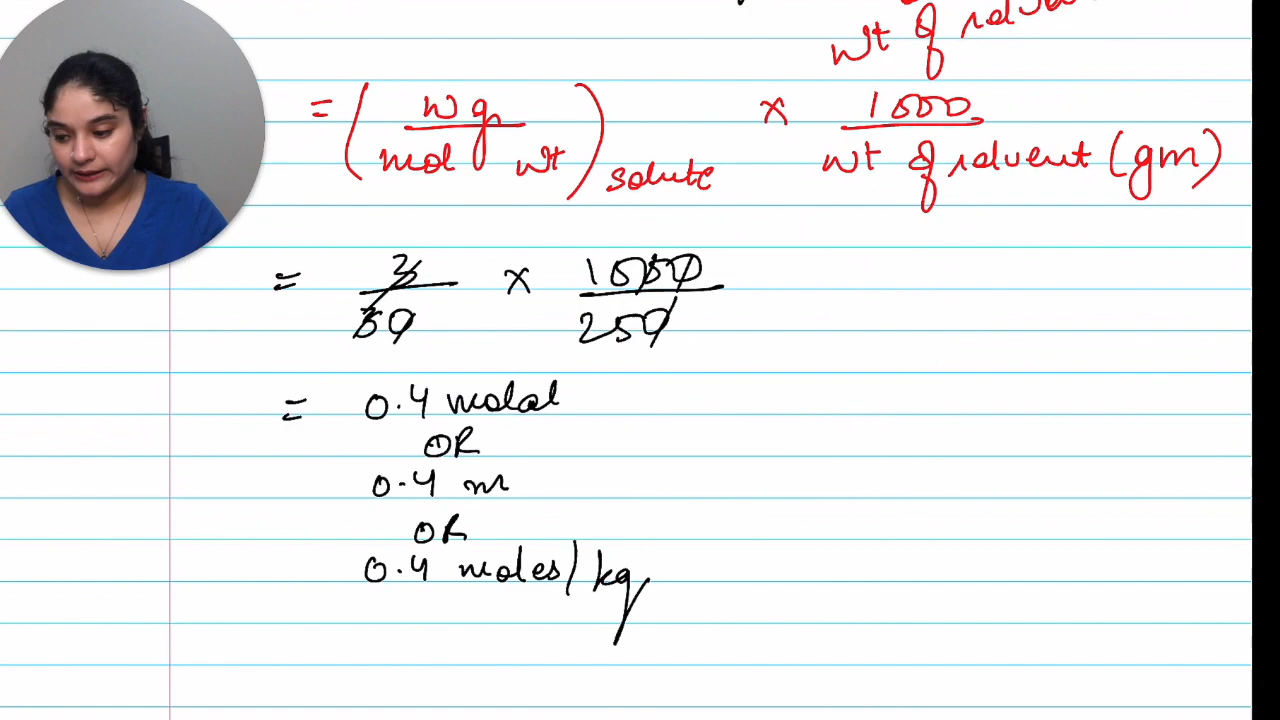 wt of solvent
= ( w g / mol wt ) solute × 1000 / wt of solvent (gm)
= 3 / 30 × 1000 / 250
= 0.4 molal
OR
0.4 m
OR
0.4 moles/kg